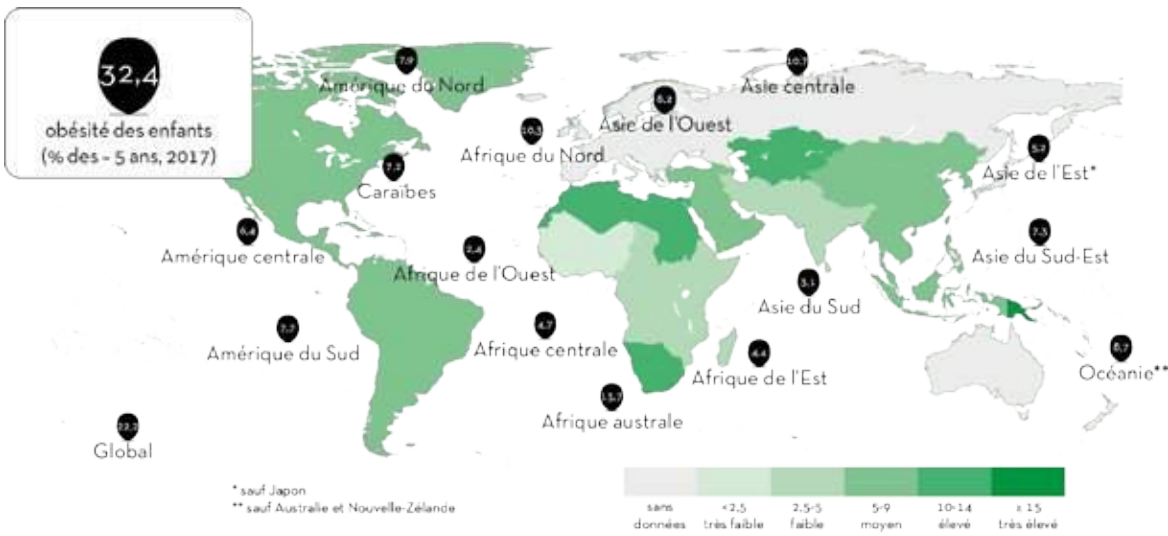 32,4
obésité des enfants
(% des - 5 ans, 2017)
7,9
Amérique du Nord
10,7
Asie centrale
Asie de l'Ouest
10,3
Afrique du Nord
5,2
Asie de l'Est*
7,2
Caraïbes
6,4
Amérique centrale
2,4
Afrique de l'Ouest
7,3
Asie du Sud-Est
3,1
Asie du Sud
7,7
Amérique du Sud
4,7
Afrique centrale
4,4
Afrique de l'Est
Océanie**
13,7
Afrique australe
22,2
Global
* sauf Japon
** sauf Australie et Nouvelle-Zélande
sans
données
<2,5
très faible
2,5-5
faible
5-9
moyen
10-14
élevé
≥ 15
très élevé